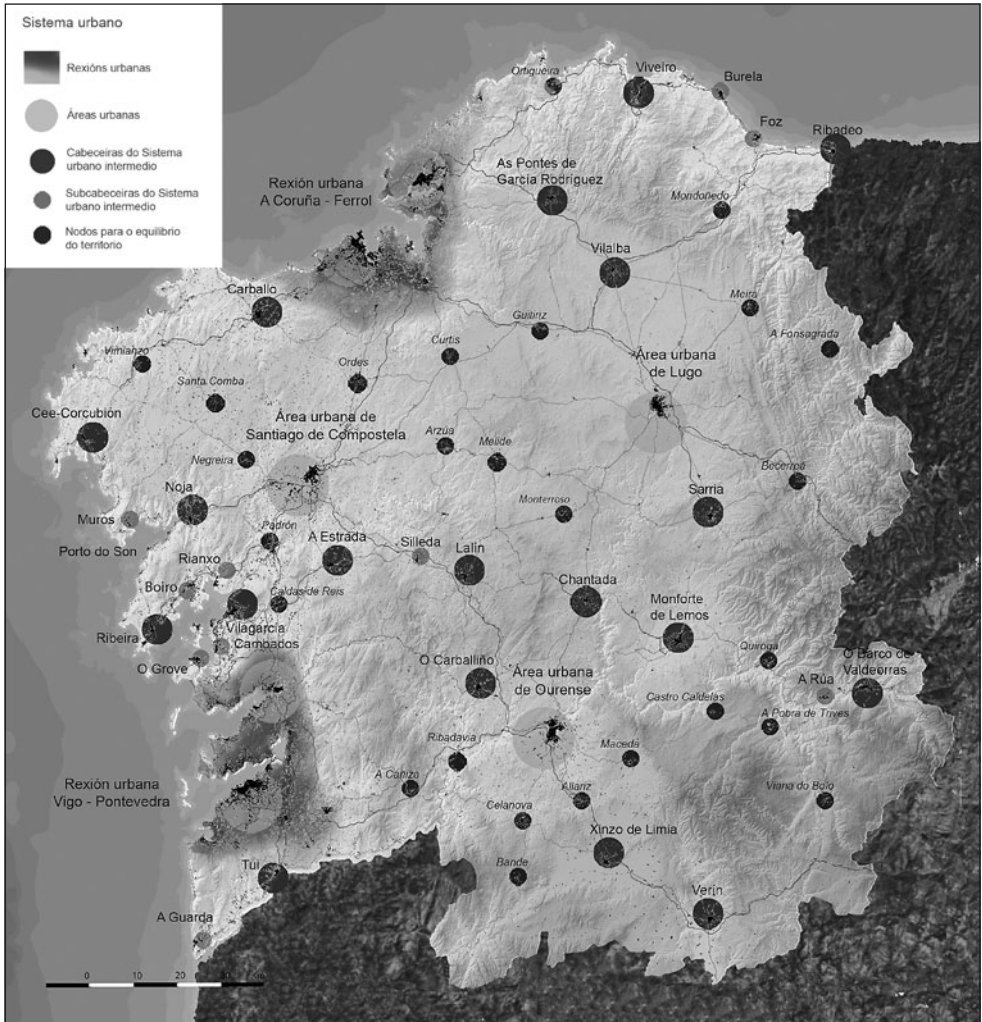 Sistema urbano
Rexións urbanas
Áreas urbanas
Cabeceiras do Sistema
urbano intermedio
Subcabeceiras do Sistema
urbano intermedio
Nodos para o equilibrio
do territorio
Ortigueira
Viveiro
Burela
Foz
Ribadeo
As Pontes de
García Rodríguez
Rexión urbana
A Coruña - Ferrol
Mondoñedo
Vilalba
Carballo
Guitiriz
Meira
A Fonsagrada
Curtis
Vimianzo
Ordes
Área urbana
de Lugo
Santa Comba
Cee-Corcubión
Área urbana de
Santiago de Compostela
Arzúa
Melide
Negreira
Becerreá
Noja
Monterroso
Sarria
Muros
Padrón
A Estrada
Silleda
Lalín
Porto do Son
Rianxo
Boiro
Caldas de Reis
Chantada
Monforte
de Lemos
Ribeira
Vilagarcía
Cambados
O Grove
Quiroga
O Barco de
Valdeorras
A Rúa
O Carballiño
Área urbana
de Ourense
Castro Caldelas
A Pobra de Trives
Ribadavia
Maceda
Rexión urbana
Vigo - Pontevedra
A Cañiza
Allariz
Viana do Bolo
Celanova
Xinzo de Limia
Tui
Bande
Verín
A Guarda
0 10 20 30 Km